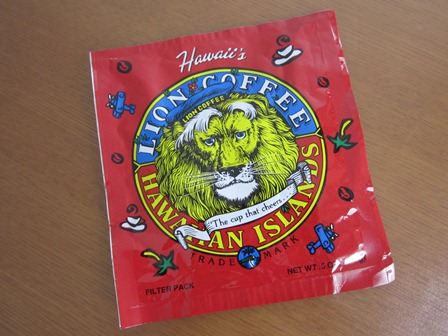 Hawaii's
LION COFFEE
LION COFFEE
"The cup that cheers...
HAWAIIAN ISLANDS
TRADE MARK
FILTER PACK
NET WT.